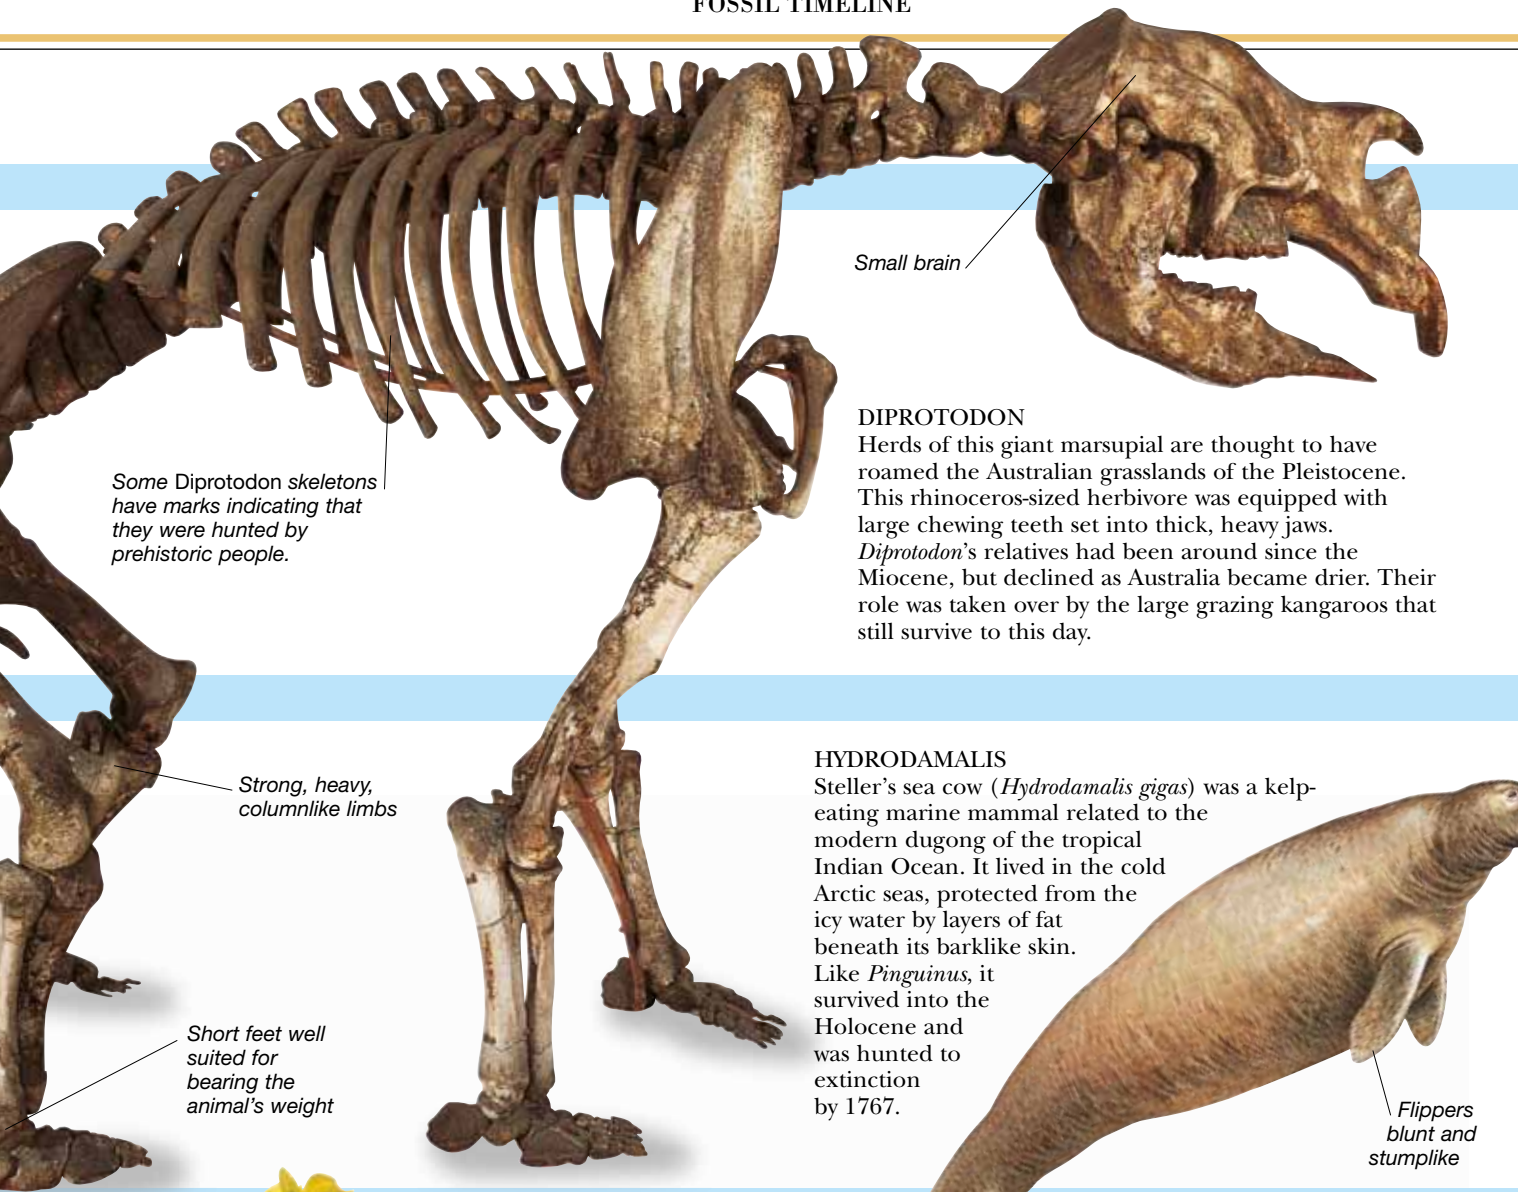 FOSSIL TIMELINE
Small brain
DIPROTODON
Herds of this giant marsupial are thought to have
roamed the Australian grasslands of the Pleistocene.
This rhinoceros-sized herbivore was equipped with
large chewing teeth set into thick, heavy jaws.
Diprotodon’s relatives had been around since the
Miocene, but declined as Australia became drier. Their
role was taken over by the large grazing kangaroos that
still survive to this day.
Some Diprotodon skeletons
have marks indicating that
they were hunted by
prehistoric people.
Strong, heavy,
columnlike limbs
HYDRODAMALIS
Steller’s sea cow (Hydrodamalis gigas) was a kelp-
eating marine mammal related to the
modern dugong of the tropical
Indian Ocean. It lived in the cold
Arctic seas, protected from the
icy water by layers of fat
beneath its barklike skin.
Like Pinguinus, it
survived into the
Holocene and
was hunted to
extinction
by 1767.
Short feet well
suited for
bearing the
animal’s weight
Flippers
blunt and
stumplike